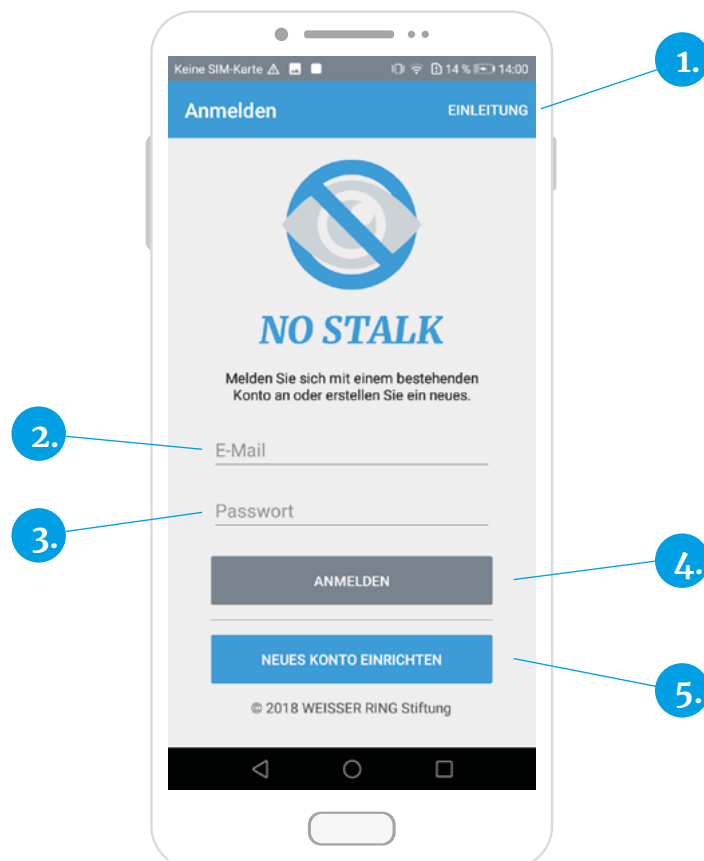 Keine SIM-Karte 14 % 14:00
1.
Anmelden EINLEITUNG
NO STALK
Melden Sie sich mit einem bestehenden
Konto an oder erstellen Sie ein neues.
2.
E-Mail
3.
Passwort
4.
ANMELDEN
5.
NEUES KONTO EINRICHTEN
© 2018 WEISSER RING Stiftung